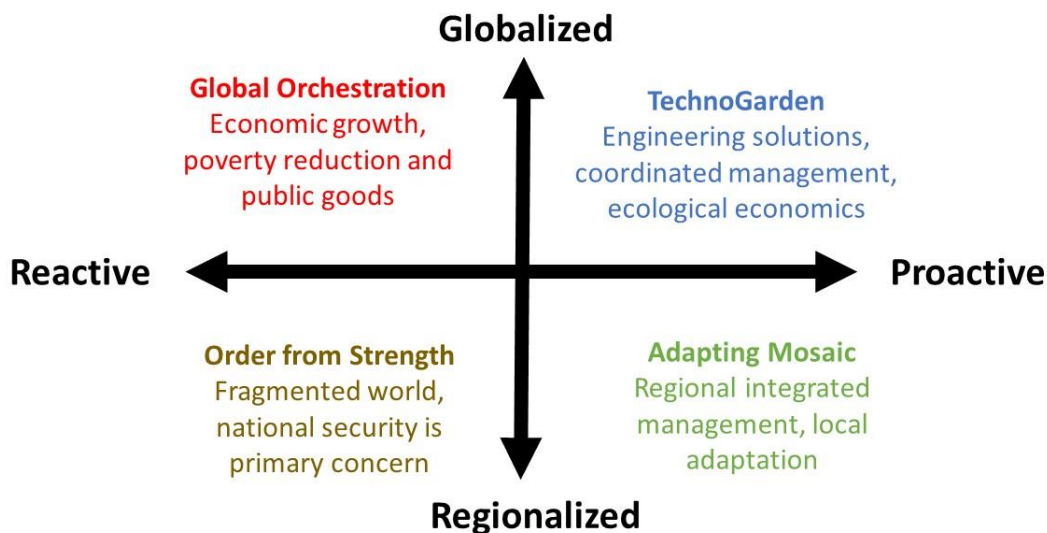 Globalized
Global Orchestration
Economic growth,
poverty reduction and
public goods
TechnoGarden
Engineering solutions,
coordinated management,
ecological economics
Reactive
Proactive
Order from Strength
Fragmented world,
national security is
primary concern
Adapting Mosaic
Regional integrated
management, local
adaptation
Regionalized